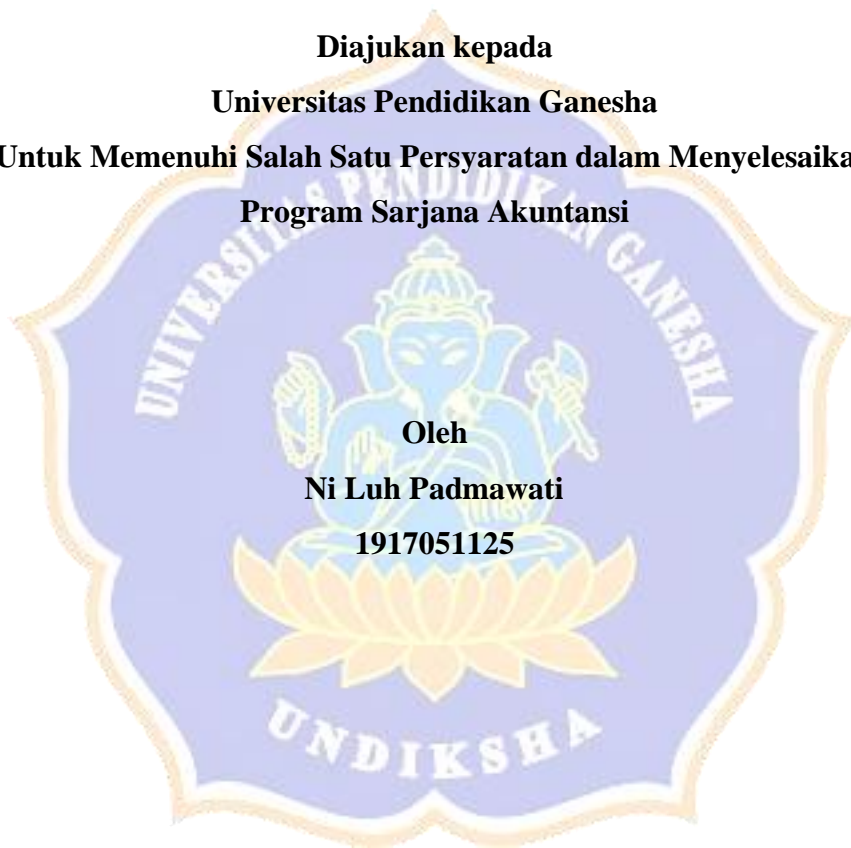 Diajukan kepada
Universitas Pendidikan Ganesha
Untuk Memenuhi Salah Satu Persyaratan dalam Menyelesaika
Program Sarjana Akuntansi
UNIVERSITAS PENDIDIKAN GANESHA
Oleh
Ni Luh Padmawati
1917051125
UNDIKSHA